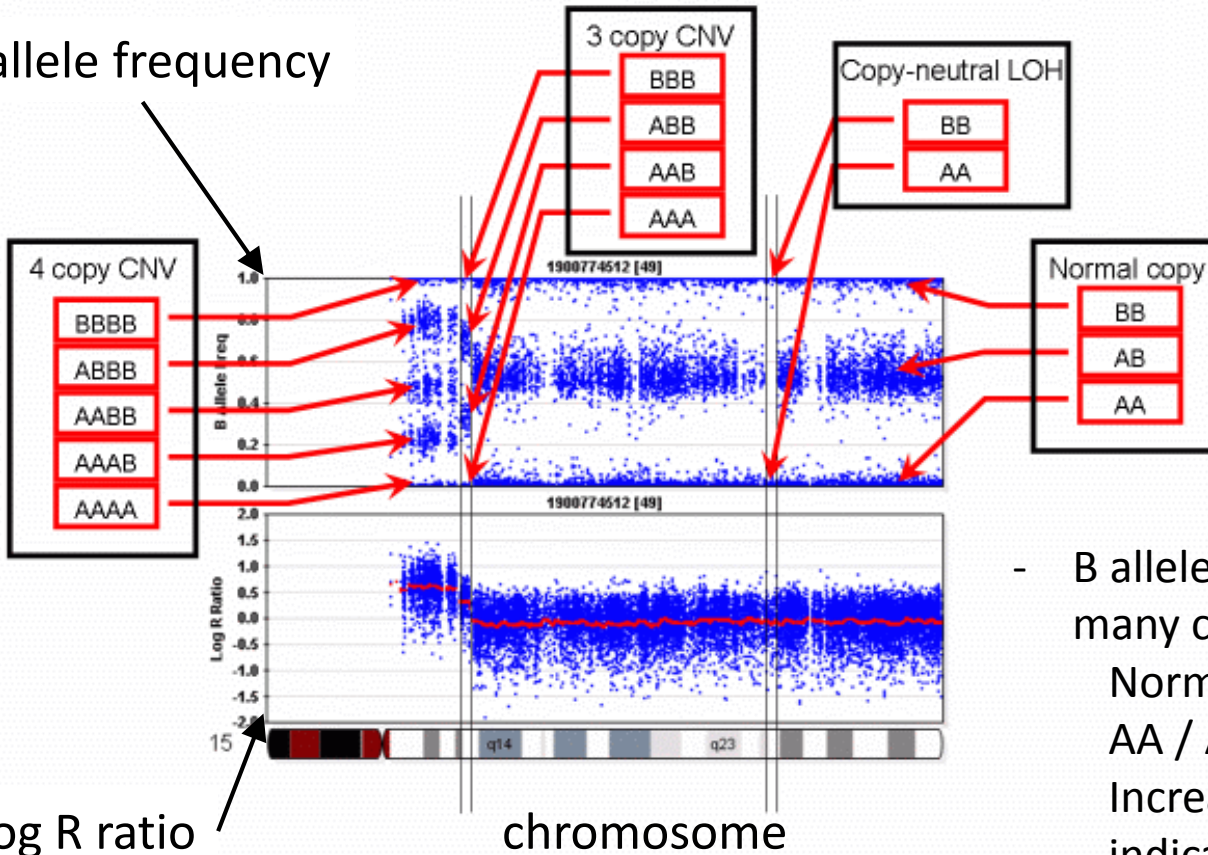 allele frequency
3 copy CNV
BBB
ABB
AAB
AAA
Copy-neutral LOH
BB
AA
4 copy CNV
BBBB
ABBB
AABB
AAAB
AAAA
Normal copy
BB
AB
AA
1900774512 [49]
B Allele Freq
1.0
0.8
0.6
0.4
0.2
0.0
1900774512 [49]
Log R Ratio
2.0
1.5
1.0
0.5
0.0
-0.5
-1.0
-1.5
15
q14
q23
og R ratio
chromosome
- B allele
many c
Norm
AA /
Increa
indica